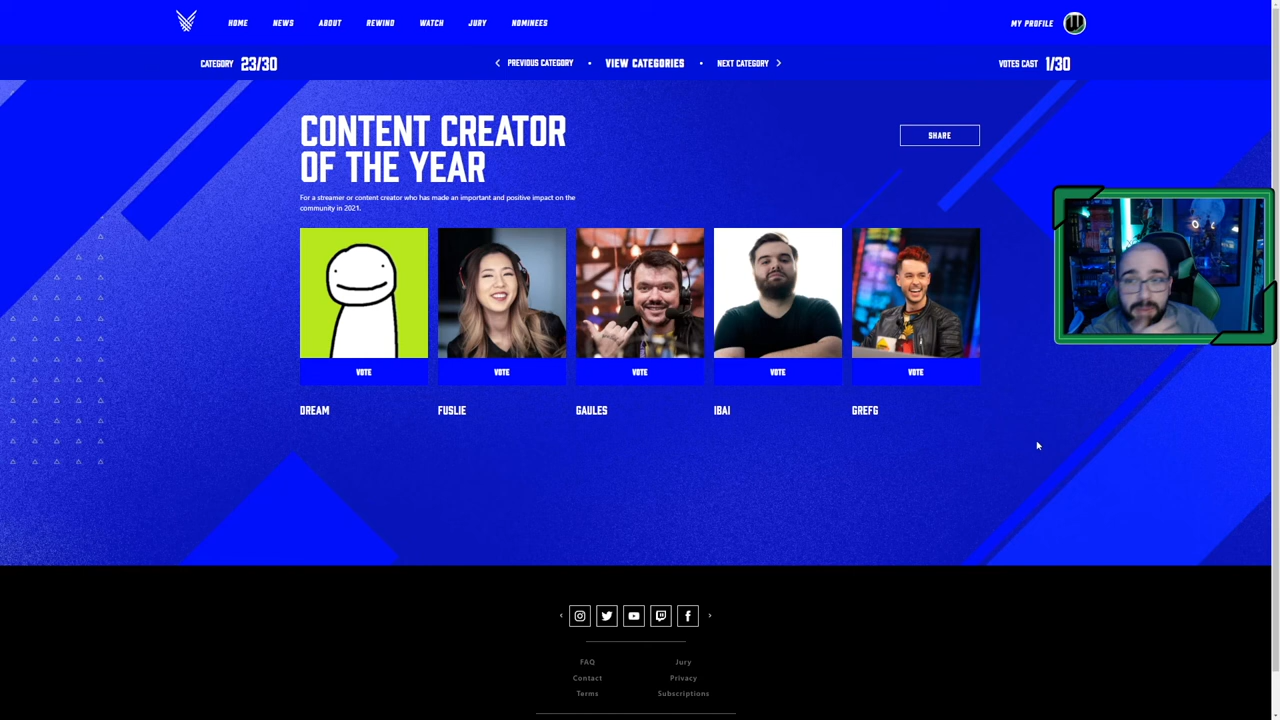 HOME NEWS ABOUT REWIND WATCH JURY NOMINEES MY PROFILE
CATEGORY 23/30 PREVIOUS CATEGORY • VIEW CATEGORIES • NEXT CATEGORY VOTES CAST 1/30
CONTENT CREATOR
OF THE YEAR
SHARE
For a streamer or content creator who has made an important and positive impact on the
community in 2021.
VOTE VOTE VOTE VOTE VOTE
DREAM FUSLIE GAULES IBAI GREFG
FAQ Jury
Contact Privacy
Terms Subscriptions